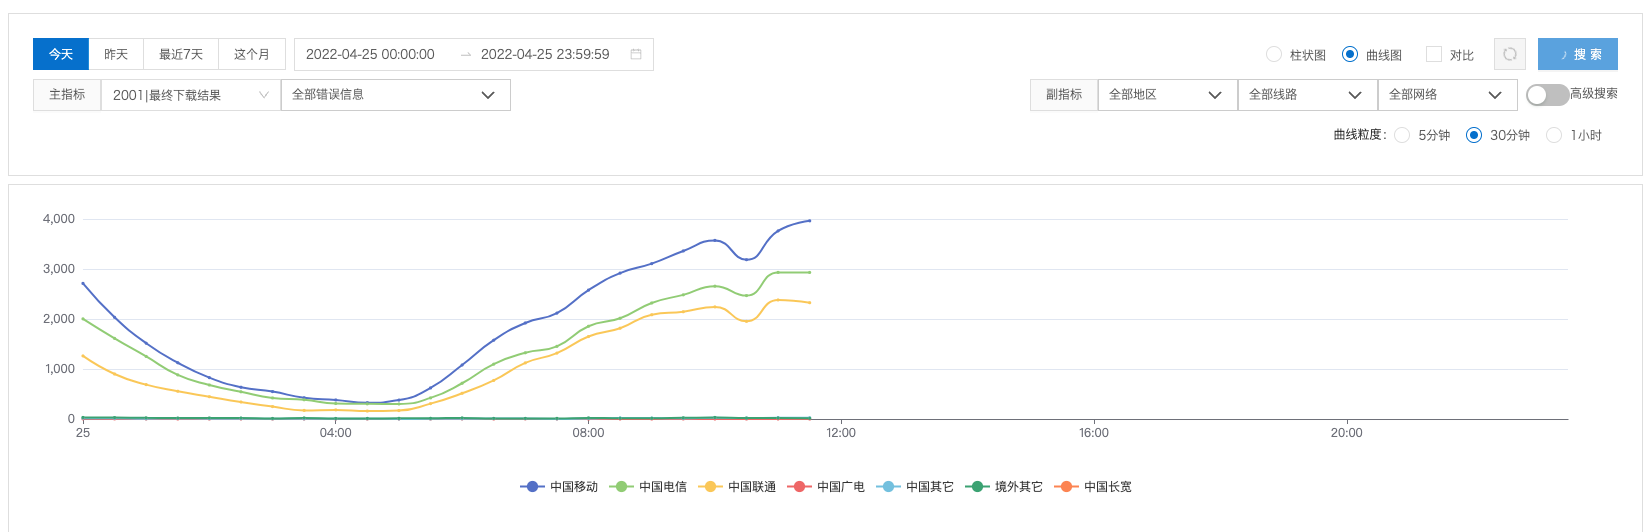 今天 昨天 最近7天 这个月 2022-04-25 00:00:00 → 2022-04-25 23:59:59 柱状图 曲线图 对比 搜 索
主指标 2001|最终下载结果 全部错误信息 副指标 全部地区 全部线路 全部网络 高级搜索
曲线粒度: 5分钟 30分钟 1小时
4,000
3,000
2,000
1,000
0
25 04:00 08:00 12:00 16:00 20:00
中国移动 中国电信 中国联通 中国广电 中国其它 境外其它 中国长宽